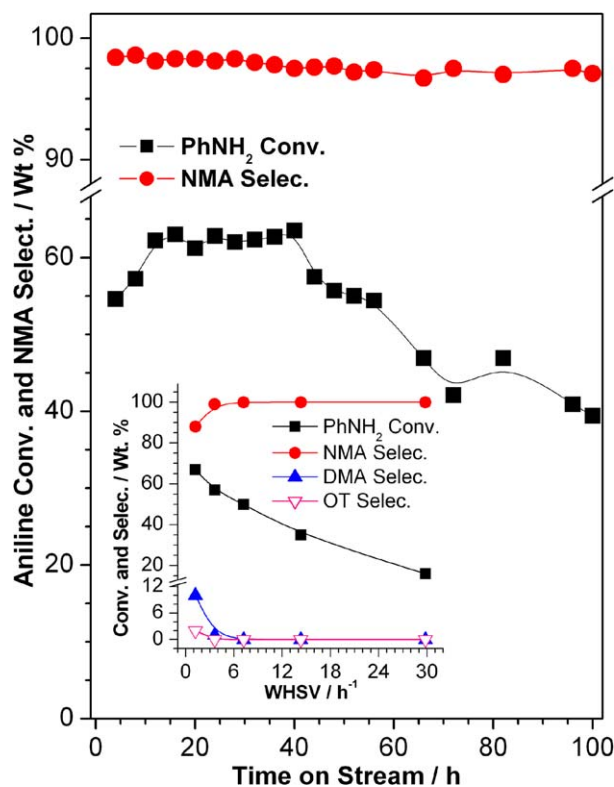 100
90
60
40
20
0
Aniline Conv. and NMA Select. / Wt %
PhNH₂ Conv.
NMA Selec.
100
80
60
40
20
12
6
0
Conv. and Selec. / Wt. %
PhNH₂ Conv.
NMA Selec.
DMA Selec.
OT Selec.
0 6 12 18 24 30
WHSV / h⁻¹
0 20 40 60 80 100
Time on Stream / h